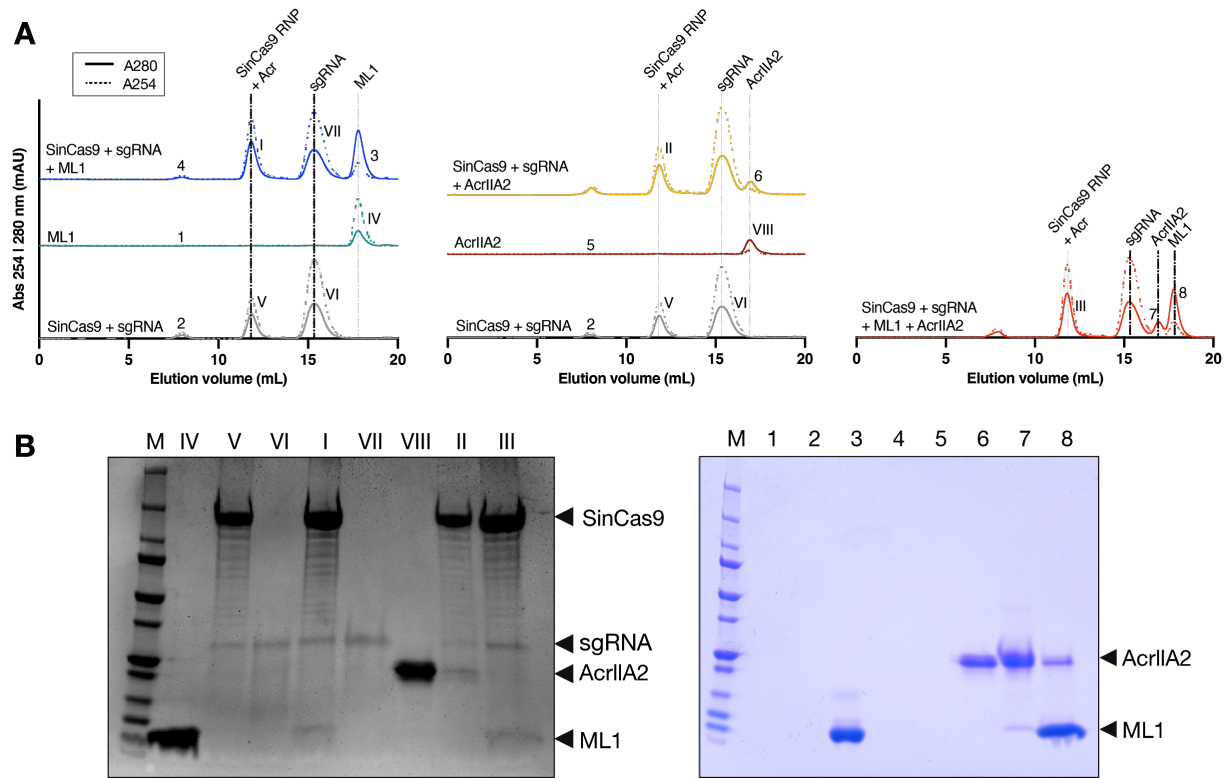 A
A280
A254
Abs 254 | 280 nm (mAU)
SinCas9 RNP
+ Acr
sgRNA
ML1
SinCas9 + sgRNA
+ ML1
4
I
VII
3
ML1
1
IV
SinCas9 + sgRNA
2
V
VI
0
5
10
15
20
Elution volume (mL)
SinCas9 RNP
+ Acr
sgRNA
AcrIIA2
SinCas9 + sgRNA
+ AcrIIA2
II
6
AcrIIA2
5
VIII
SinCas9 + sgRNA
2
V
VI
0
5
10
15
20
Elution volume (mL)
SinCas9 RNP
+ Acr
sgRNA
AcrIIA2
ML1
SinCas9 + sgRNA
+ ML1 + AcrIIA2
III
7
8
0
5
10
15
20
Elution volume (mL)
B
M IV V VI I VII VIII II III
SinCas9
sgRNA
AcrIIA2
ML1
M 1 2 3 4 5 6 7 8
AcrIIA2
ML1